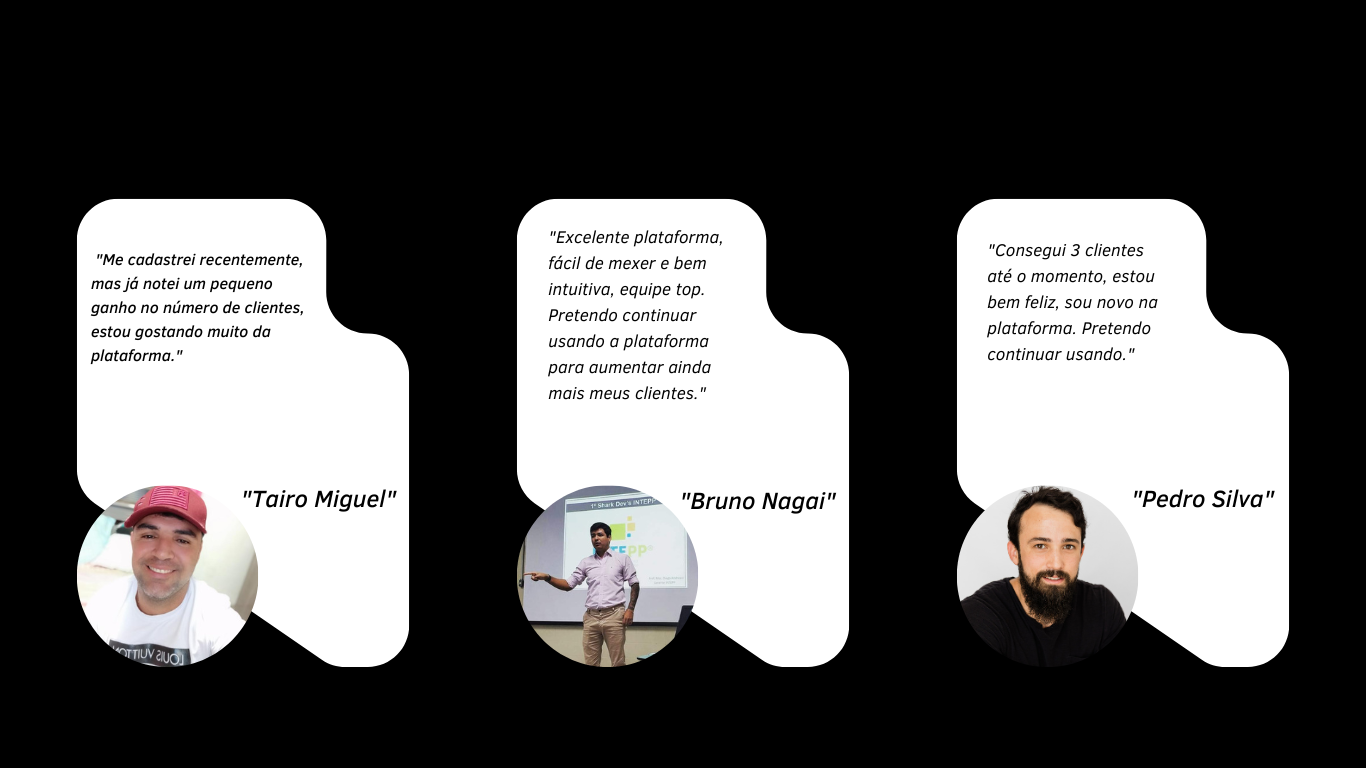 "Me cadastrei recentemente,
mas já notei um pequeno
ganho no número de clientes,
estou gostando muito da
plataforma."
"Tairo Miguel"
LOUIS VUITTON
"Excelente plataforma,
fácil de mexer e bem
intuitiva, equipe top.
Pretendo continuar
usando a plataforma
para aumentar ainda
mais meus clientes."
"Bruno Nagai"
1º Shark Dev's INTEPP
"Consegui 3 clientes
até o momento, estou
bem feliz, sou novo na
plataforma. Pretendo
continuar usando."
"Pedro Silva"